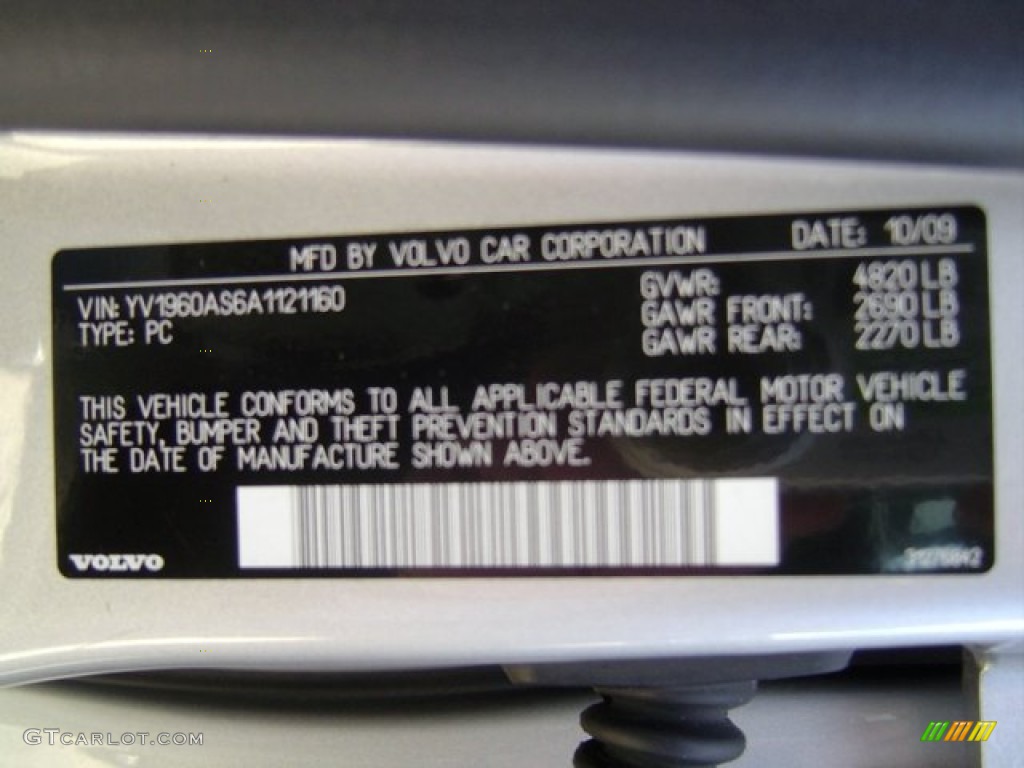 MFD BY VOLVO CAR CORPORATION DATE: 10/09
VIN: YV1960AS6A1121160 GVWR: 4820 LB
TYPE: PC GAWR FRONT: 2690 LB
GAWR REAR: 2270 LB
THIS VEHICLE CONFORMS TO ALL APPLICABLE FEDERAL MOTOR VEHICLE
SAFETY, BUMPER AND THEFT PREVENTION STANDARDS IN EFFECT ON
THE DATE OF MANUFACTURE SHOWN ABOVE.
VOLVO
GTCARLOT.COM